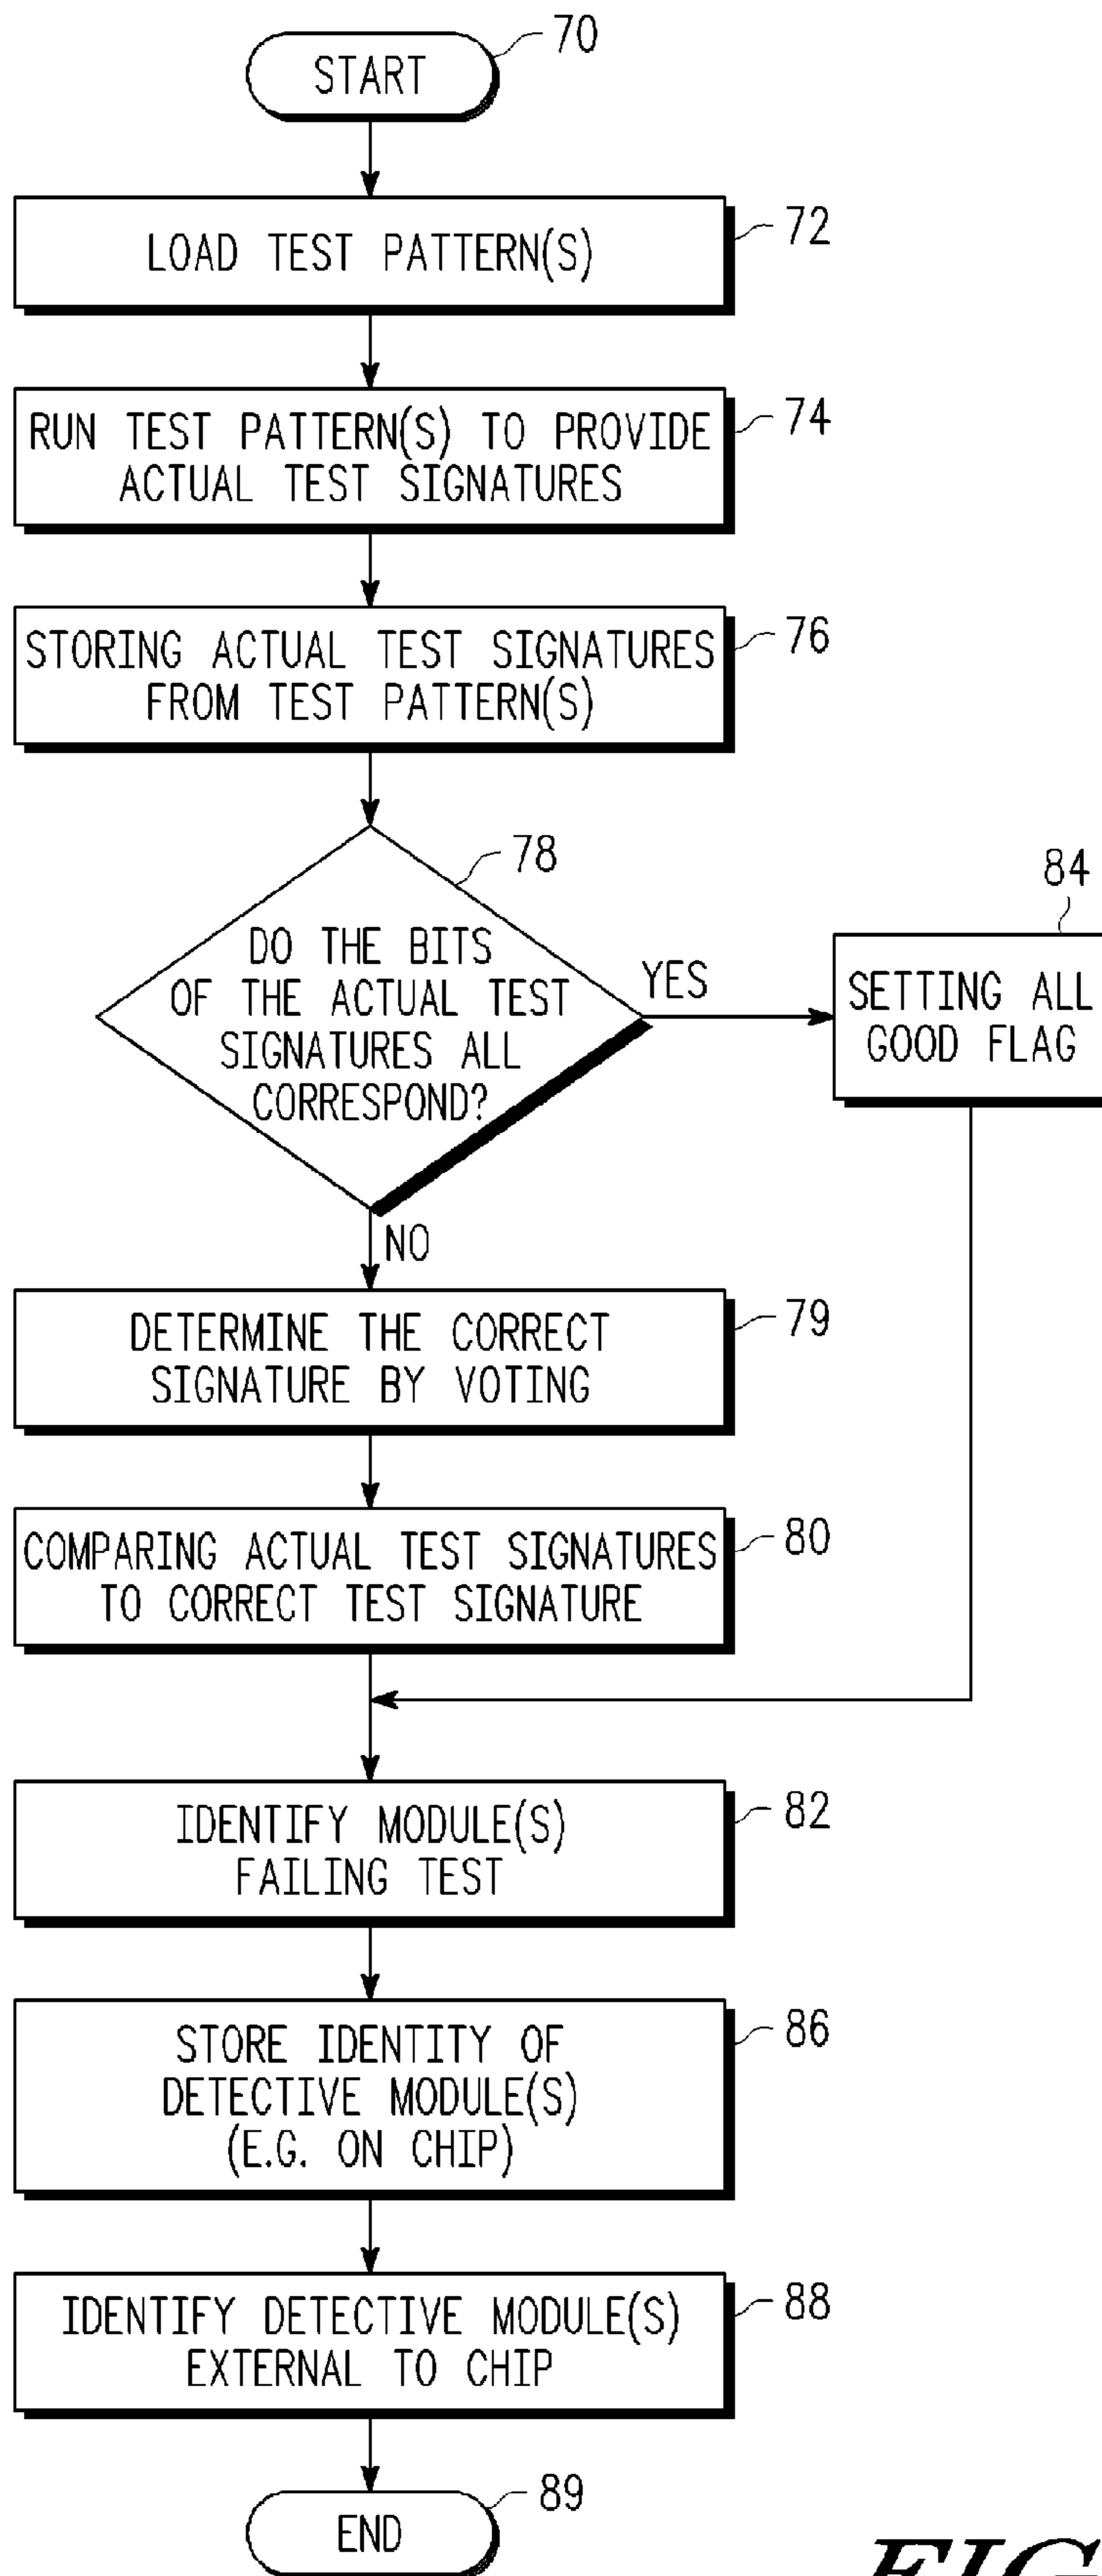 START
70
LOAD TEST PATTERN(S)
72
RUN TEST PATTERN(S) TO PROVIDE
ACTUAL TEST SIGNATURES
74
STORING ACTUAL TEST SIGNATURES
FROM TEST PATTERN(S)
76
DO THE BITS
OF THE ACTUAL TEST
SIGNATURES ALL
CORRESPOND?
78
YES
SETTING ALL
GOOD FLAG
84
NO
DETERMINE THE CORRECT
SIGNATURE BY VOTING
79
COMPARING ACTUAL TEST SIGNATURES
TO CORRECT TEST SIGNATURE
80
IDENTIFY MODULE(S)
FAILING TEST
82
STORE IDENTITY OF
DETECTIVE MODULE(S)
(E.G. ON CHIP)
86
IDENTIFY DETECTIVE MODULE(S)
EXTERNAL TO CHIP
88
END
89
FIG